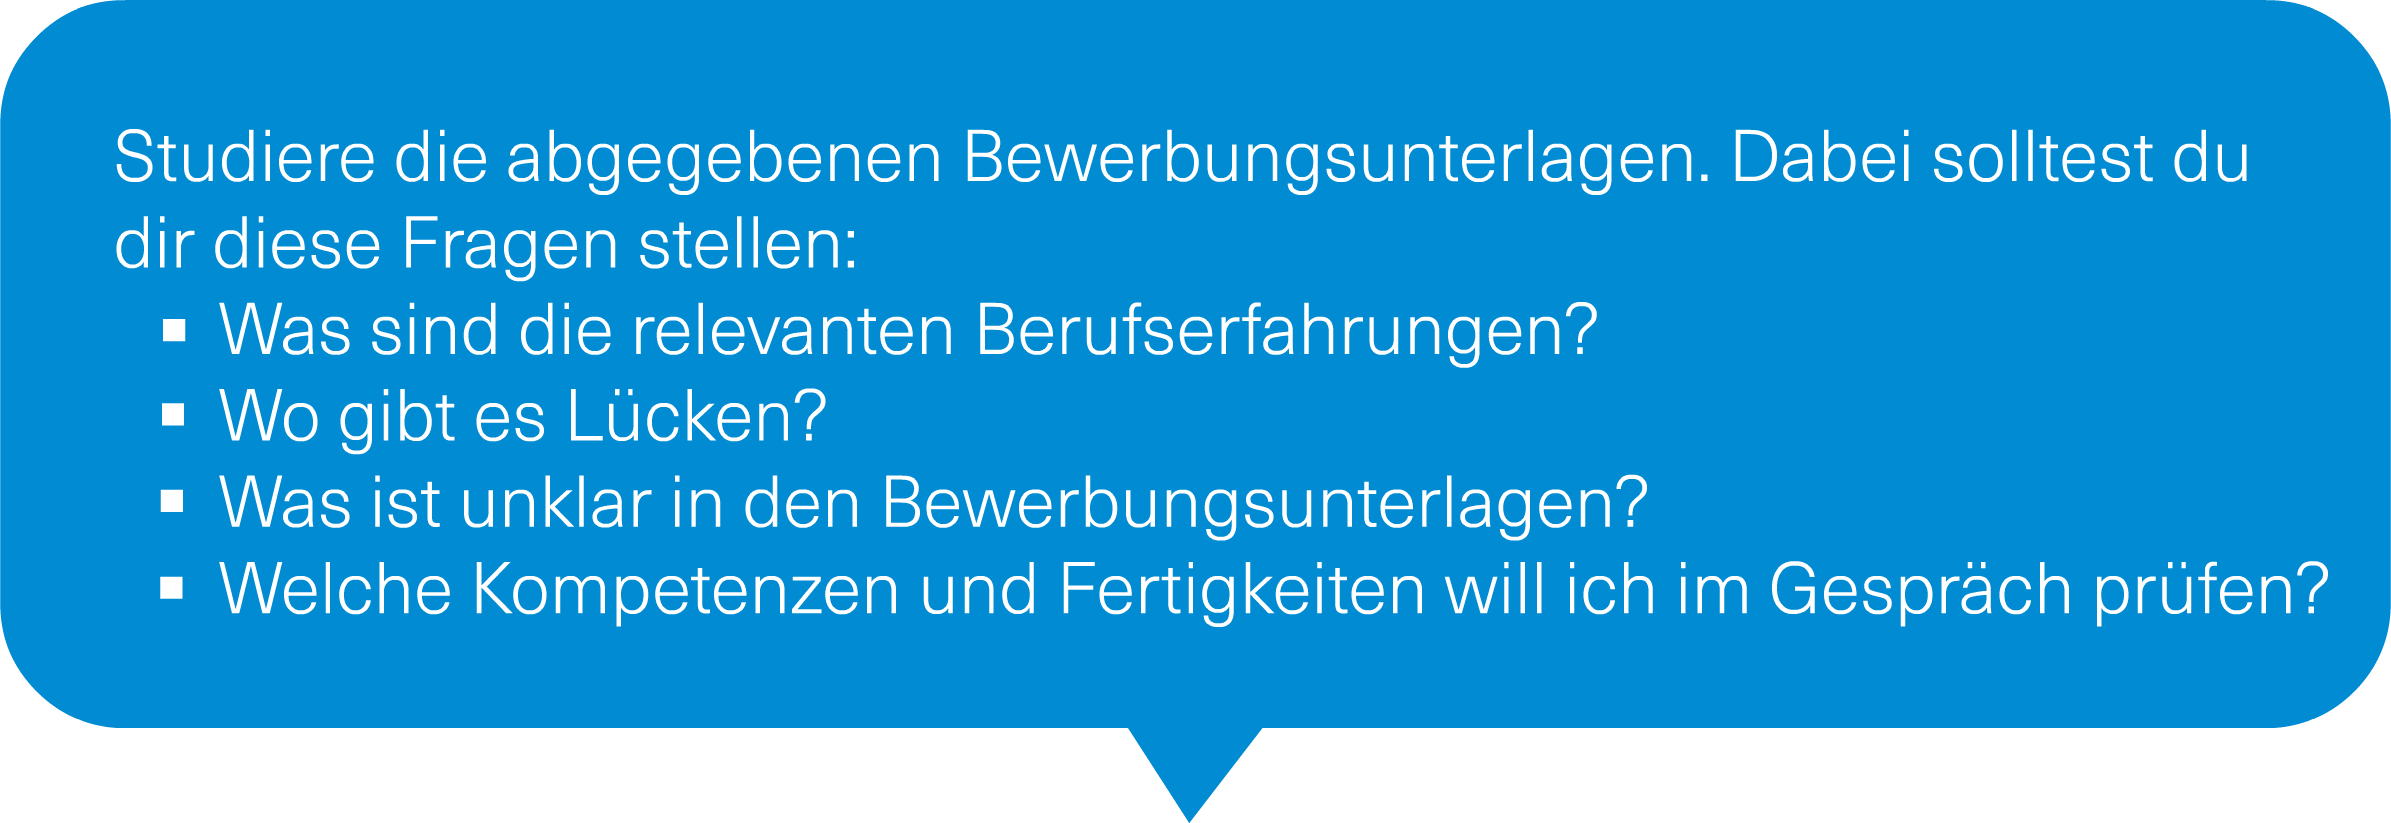 Studiere die abgegebenen Bewerbungsunterlagen. Dabei solltest du
dir diese Fragen stellen:
▪ Was sind die relevanten Berufserfahrungen?
▪ Wo gibt es Lücken?
▪ Was ist unklar in den Bewerbungsunterlagen?
▪ Welche Kompetenzen und Fertigkeiten will ich im Gespräch prüfen?